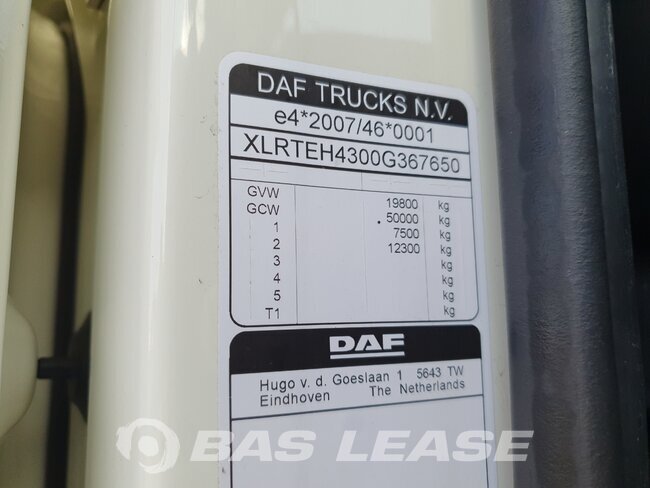 DAF TRUCKS N.V.
e4*2007/46*0001
XLRTEH4300G367650
GVW 19800 kg
GCW .50000 kg
1 7500 kg
2 12300 kg
3 kg
4 kg
5 kg
T1 kg
DAF
Hugo v. d. Goeslaan 1 5643 TW
Eindhoven The Netherlands
BAS LEASE